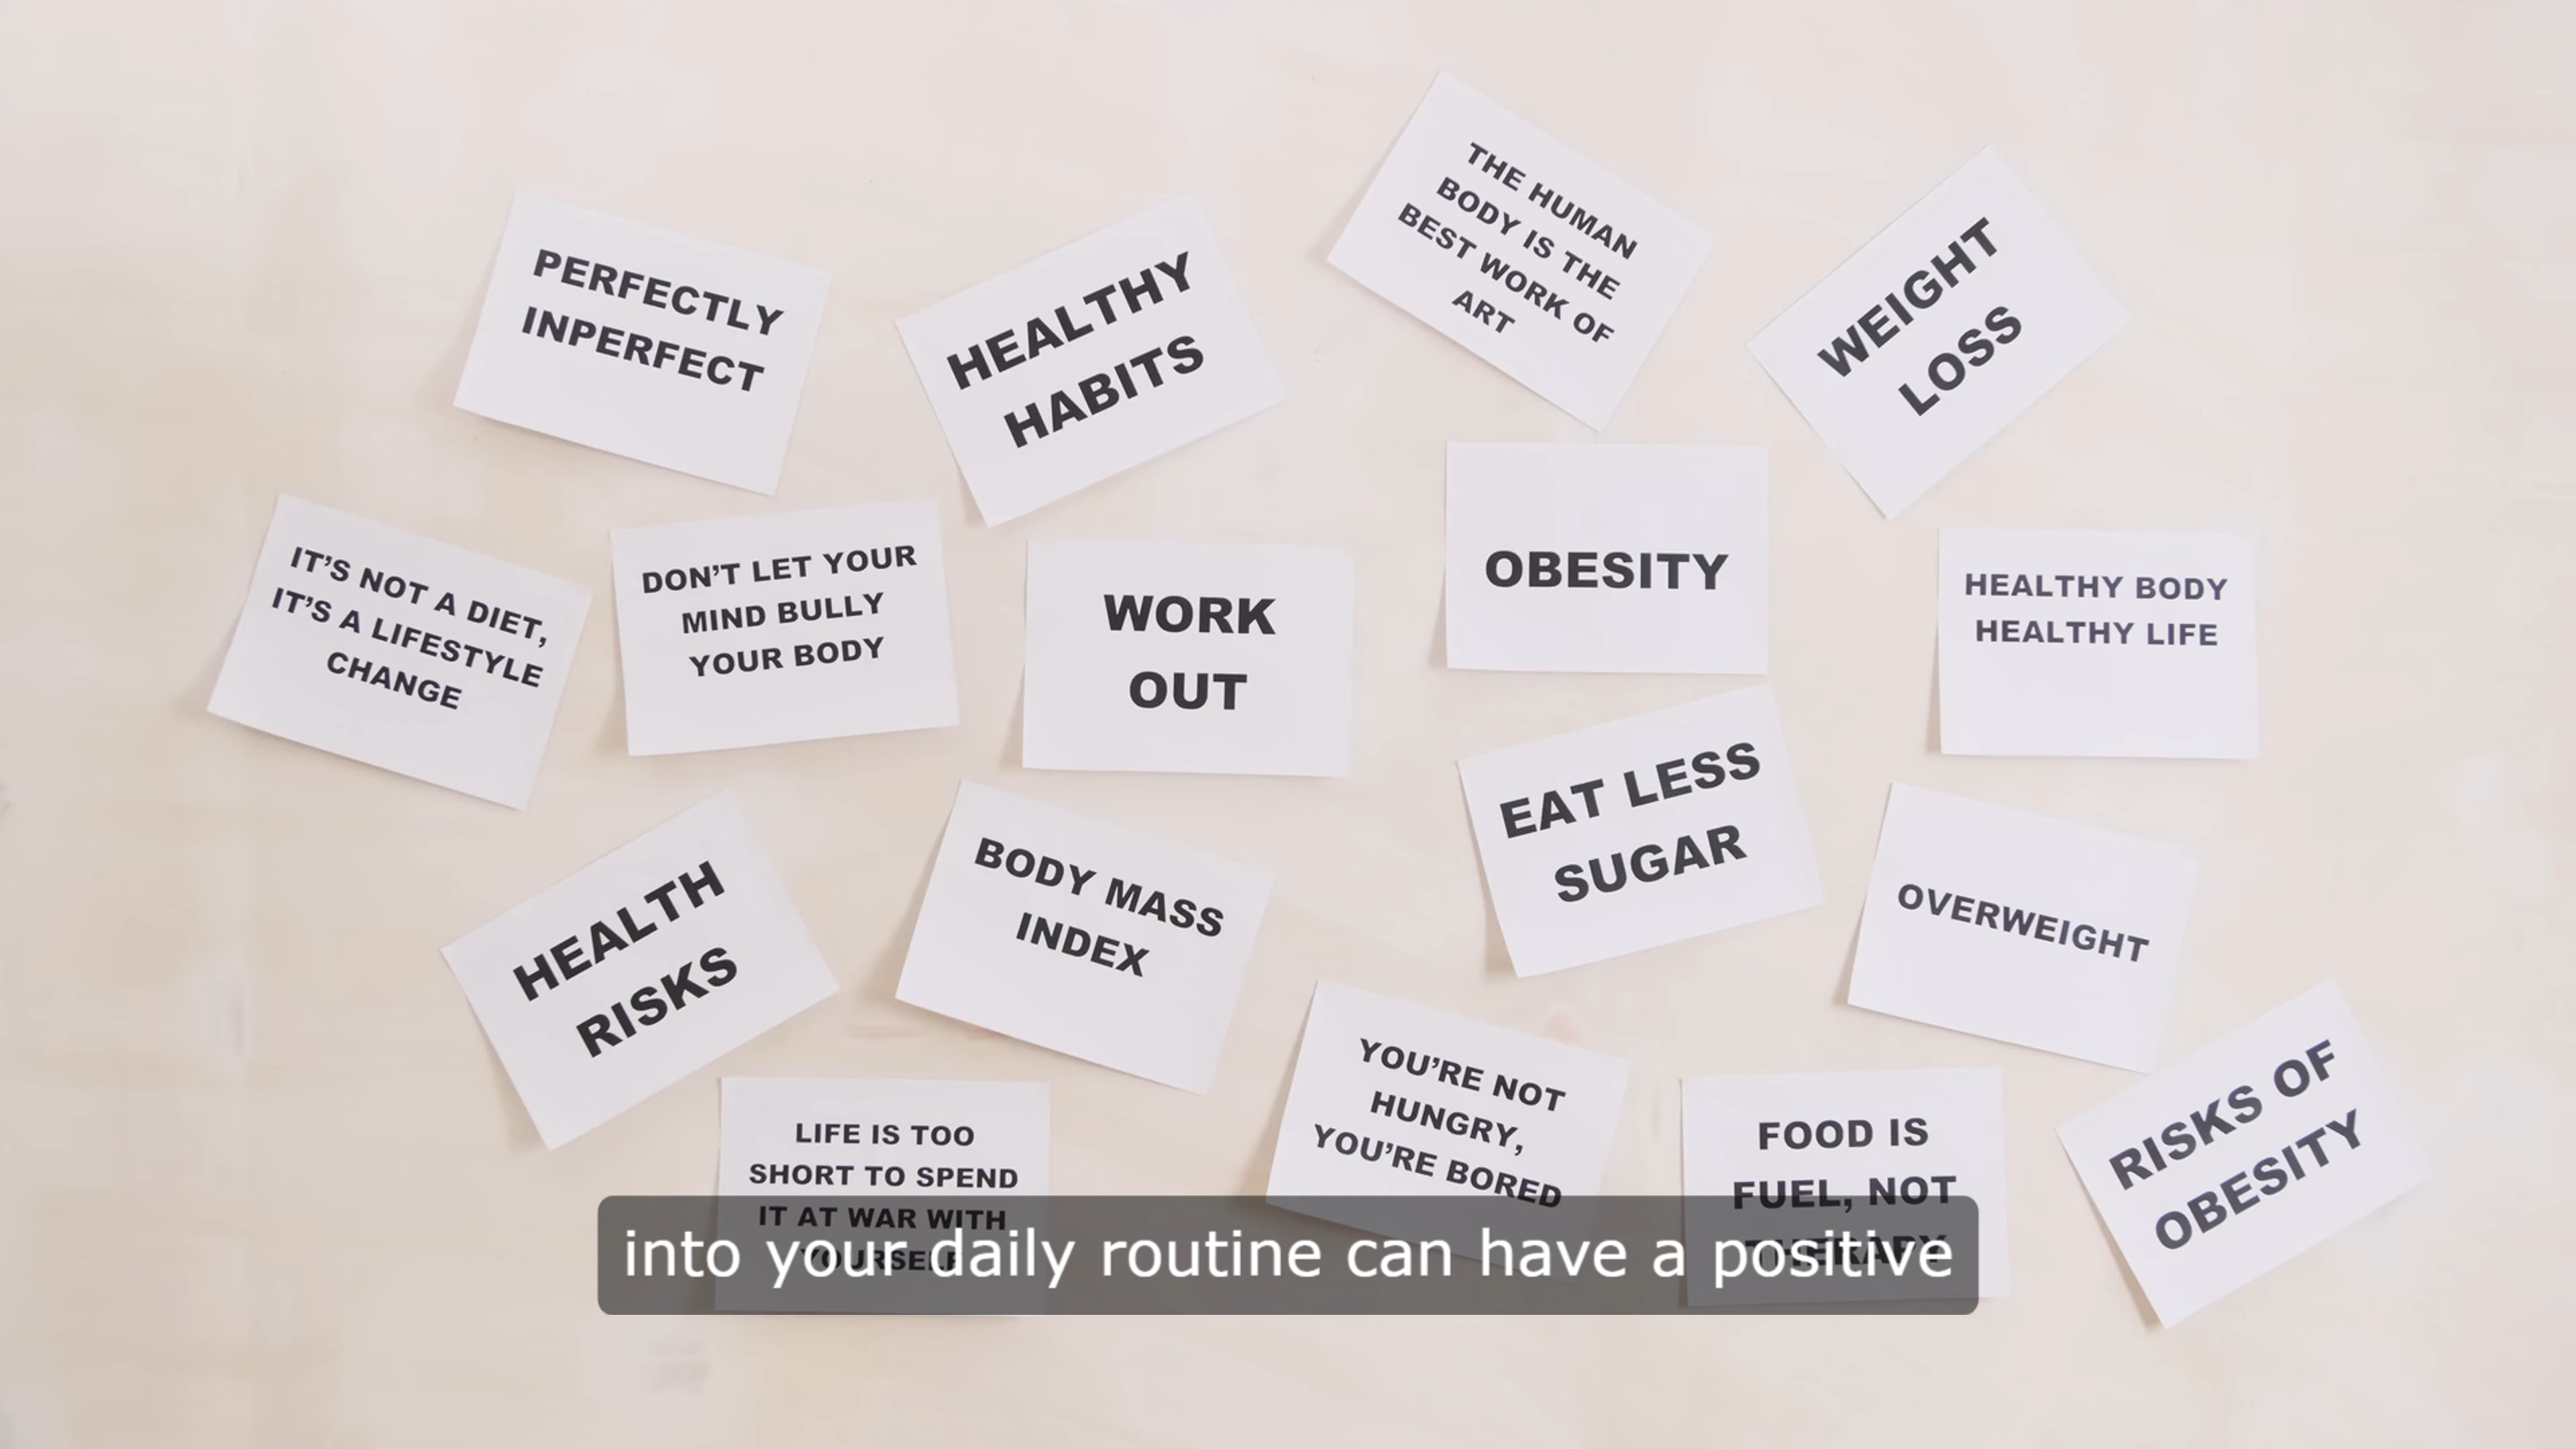 THE HUMAN
BODY IS THE
BEST WORK OF
ART
PERFECTLY
INPERFECT
HEALTHY
HABITS
WEIGHT
LOSS
IT'S NOT A DIET,
IT'S A LIFESTYLE
CHANGE
DON'T LET YOUR
MIND BULLY
YOUR BODY
WORK
OUT
OBESITY
HEALTHY BODY
HEALTHY LIFE
HEALTH
RISKS
BODY MASS
INDEX
EAT LESS
SUGAR
OVERWEIGHT
LIFE IS TOO
SHORT TO SPEND
IT AT WAR WITH
YOURSELF
YOU'RE NOT
HUNGRY,
YOU'RE BORED
FOOD IS
FUEL, NOT
THERAPY
RISKS OF
OBESITY
into your daily routine can have a positive